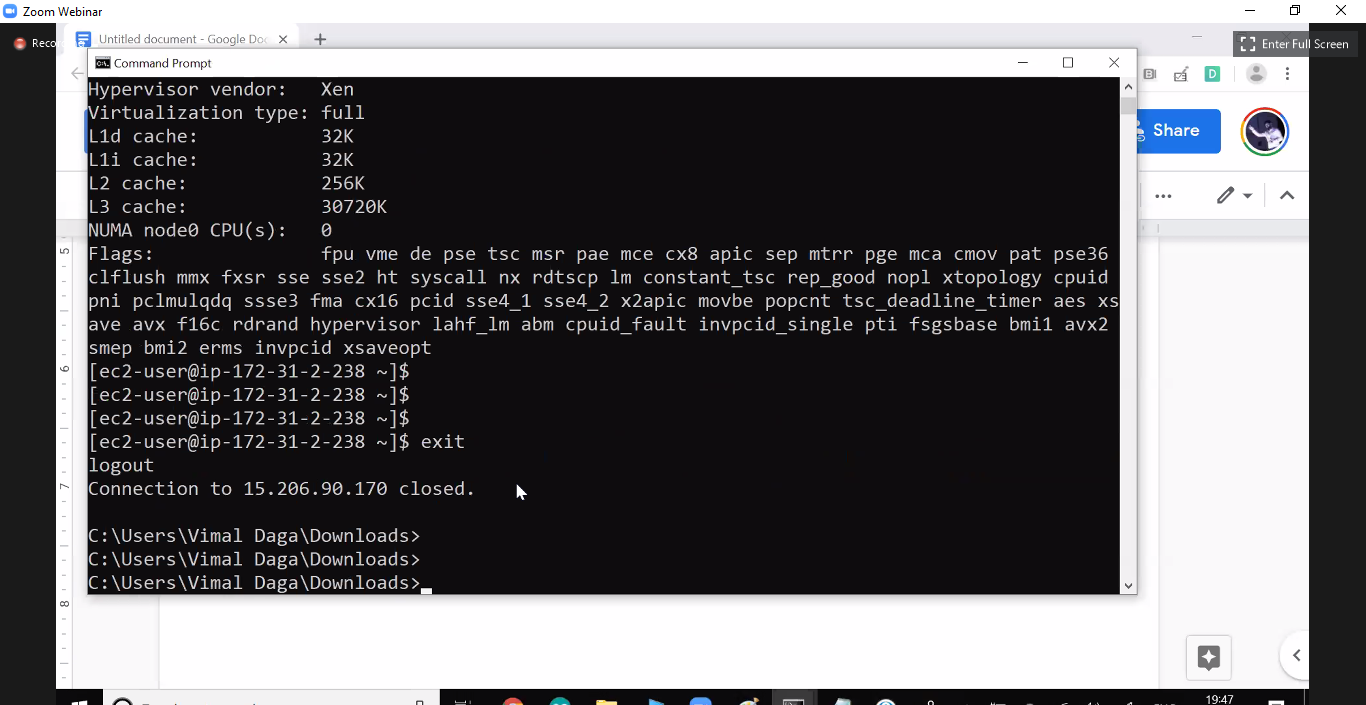 Zoom Webinar
Untitled document - Google Do
Enter Full Screen
Command Prompt
Share
Hypervisor vendor: Xen
Virtualization type: full
L1d cache: 32K
L1i cache: 32K
L2 cache: 256K
L3 cache: 30720K
NUMA node0 CPU(s): 0
Flags: fpu vme de pse tsc msr pae mce cx8 apic sep mtrr pge mca cmov pat pse36
clflush mmx fxsr sse sse2 ht syscall nx rdtscp lm constant_tsc rep_good nopl xtopology cpuid
pni pclmulqdq ssse3 fma cx16 pcid sse4_1 sse4_2 x2apic movbe popcnt tsc_deadline_timer aes xs
ave avx f16c rdrand hypervisor lahf_lm abm cpuid_fault invpcid_single pti fsgsbase bmi1 avx2
smep bmi2 erms invpcid xsaveopt
[ec2-user@ip-172-31-2-238 ~]$
[ec2-user@ip-172-31-2-238 ~]$
[ec2-user@ip-172-31-2-238 ~]$
[ec2-user@ip-172-31-2-238 ~]$ exit
logout
Connection to 15.206.90.170 closed.
C:\Users\Vimal Daga\Downloads>
C:\Users\Vimal Daga\Downloads>
C:\Users\Vimal Daga\Downloads>
5
6
7
8
19:47